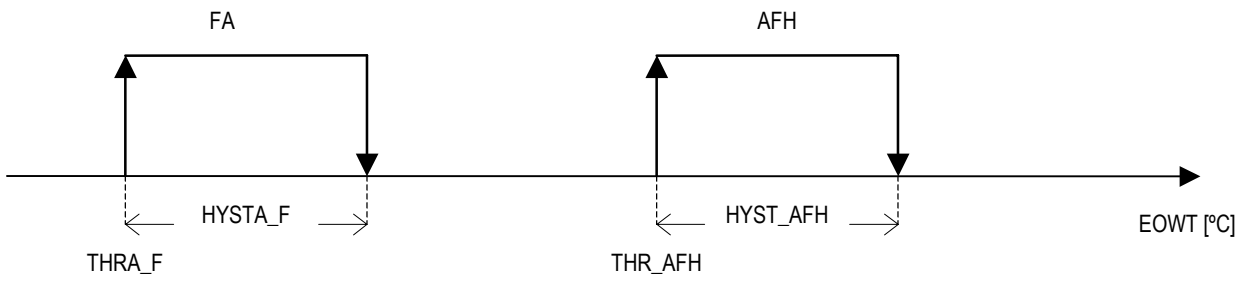 FA
AFH
HYSTA_F
HYST_AFH
EOWT [ºC]
THRA_F
THR_AFH